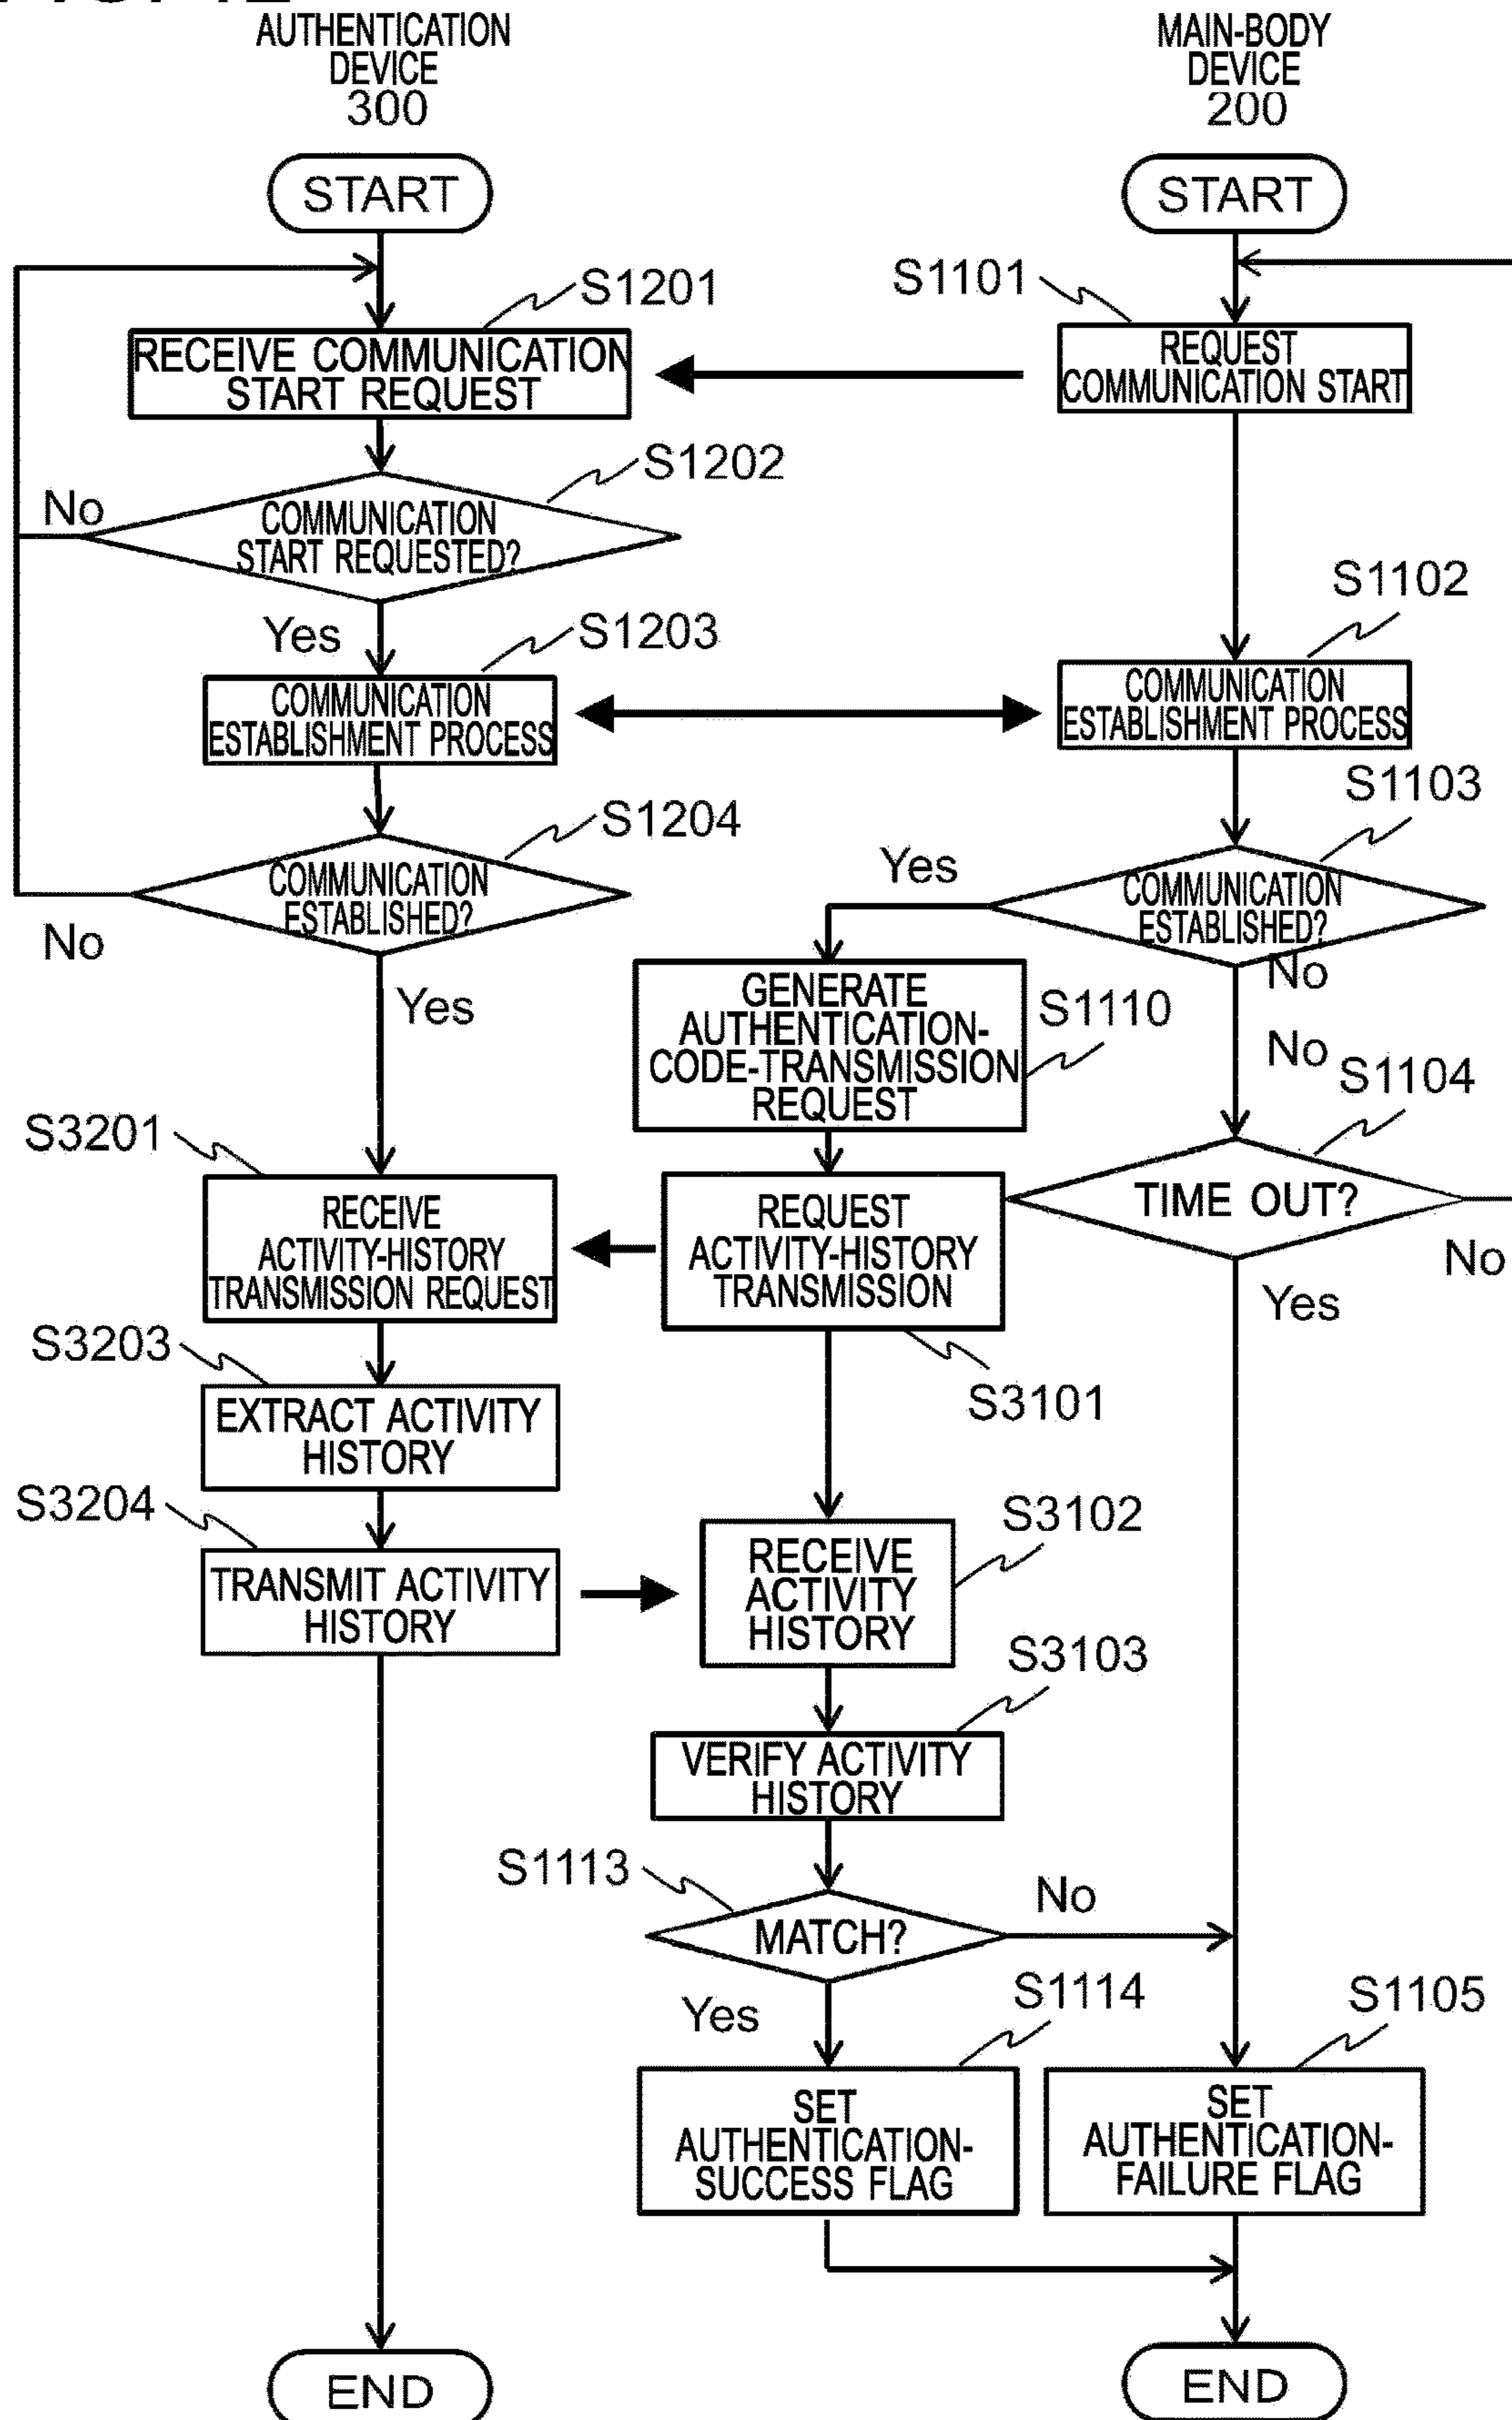 AUTHENTICATION
DEVICE
300
MAIN-BODY
DEVICE
200
START
START
S1201
S1101
RECEIVE COMMUNICATION
START REQUEST
REQUEST
COMMUNICATION START
S1202
No
COMMUNICATION
START REQUESTED?
Yes
S1203
S1102
COMMUNICATION
ESTABLISHMENT PROCESS
COMMUNICATION
ESTABLISHMENT PROCESS
S1204
S1103
COMMUNICATION
ESTABLISHED?
No
Yes
Yes
COMMUNICATION
ESTABLISHED?
No
No
GENERATE
AUTHENTICATION-
CODE-TRANSMISSION
REQUEST
S1110
S1104
S3201
RECEIVE
ACTIVITY-HISTORY
TRANSMISSION REQUEST
REQUEST
ACTIVITY-HISTORY
TRANSMISSION
TIME OUT?
No
Yes
S3203
S3101
EXTRACT ACTIVITY
HISTORY
S3204
S3102
TRANSMIT ACTIVITY
HISTORY
RECEIVE
ACTIVITY
HISTORY
S3103
VERIFY ACTIVITY
HISTORY
S1113
MATCH?
No
Yes
S1114
S1105
SET
AUTHENTICATION-
SUCCESS FLAG
SET
AUTHENTICATION-
FAILURE FLAG
END
END